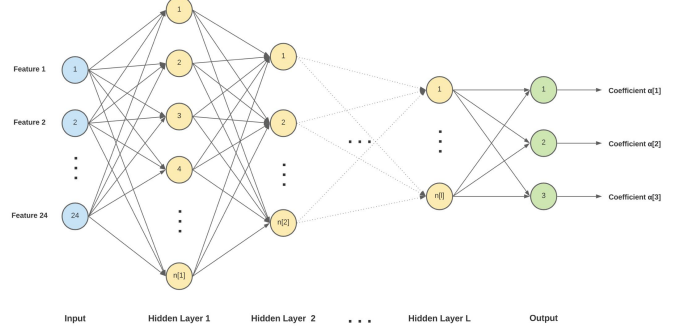 1
Feature 1
1
2
1
1
1
Coefficient α[1]
Feature 2
2
3
2
. . .
2
Coefficient α[2]
4
Feature 24
24
n[2]
n[l]
3
Coefficient α[3]
n[1]
Input
Hidden Layer 1
Hidden Layer 2
. . .
Hidden Layer L
Output